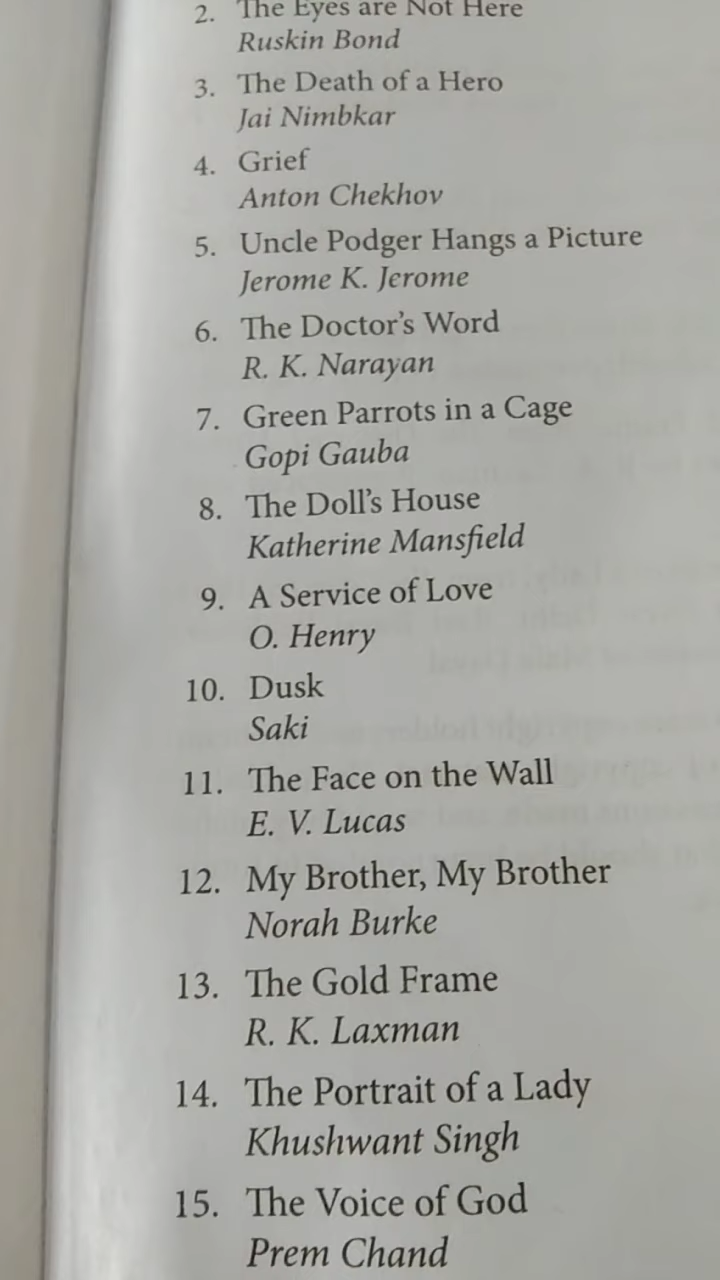 2. The Eyes are Not Here
Ruskin Bond
3. The Death of a Hero
Jai Nimbkar
4. Grief
Anton Chekhov
5. Uncle Podger Hangs a Picture
Jerome K. Jerome
6. The Doctor's Word
R. K. Narayan
7. Green Parrots in a Cage
Gopi Gauba
8. The Doll's House
Katherine Mansfield
9. A Service of Love
O. Henry
10. Dusk
Saki
11. The Face on the Wall
E. V. Lucas
12. My Brother, My Brother
Norah Burke
13. The Gold Frame
R. K. Laxman
14. The Portrait of a Lady
Khushwant Singh
15. The Voice of God
Prem Chand